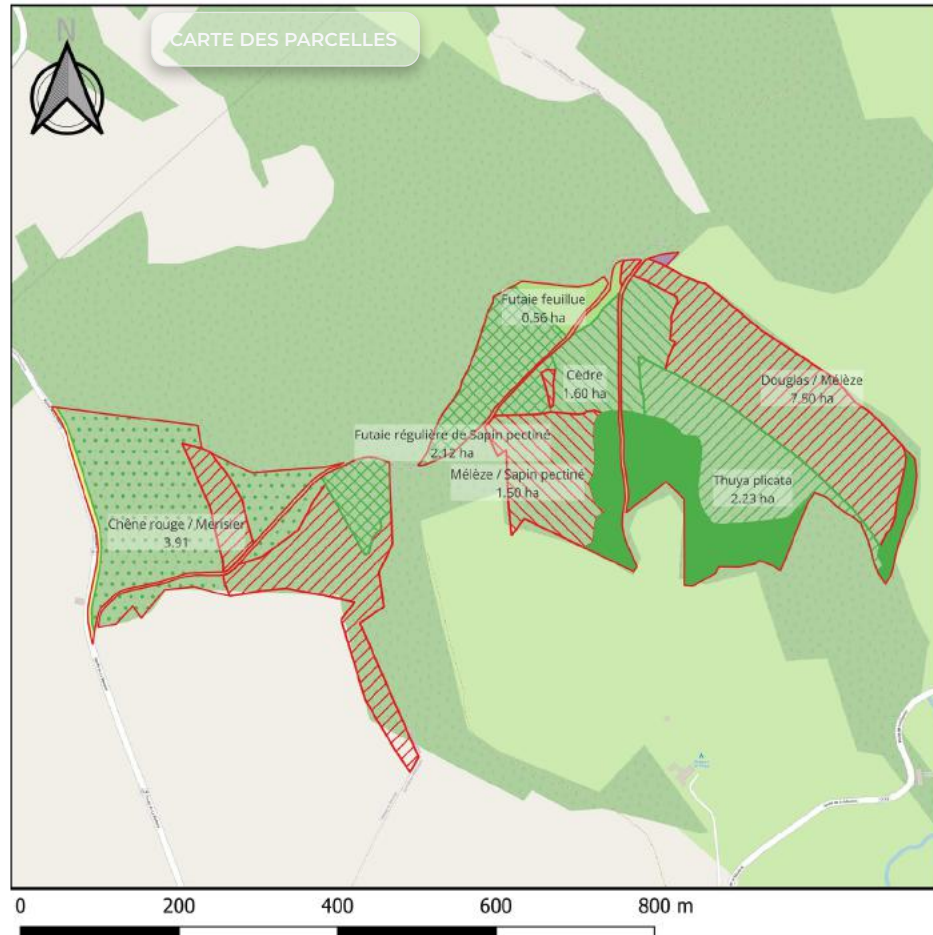 N
CARTE DES PARCELLES
Futaie feuillue
0.56 ha
Cèdre
1.60 ha
Douglas / Mélèze
7.50 ha
Futaie régulière de Sapin pectiné
2.12 ha
Mélèze / Sapin pectiné
1.50 ha
Thuya plicata
2.23 ha
Chêne rouge / Merisier
3.91
0 200 400 600 800 m